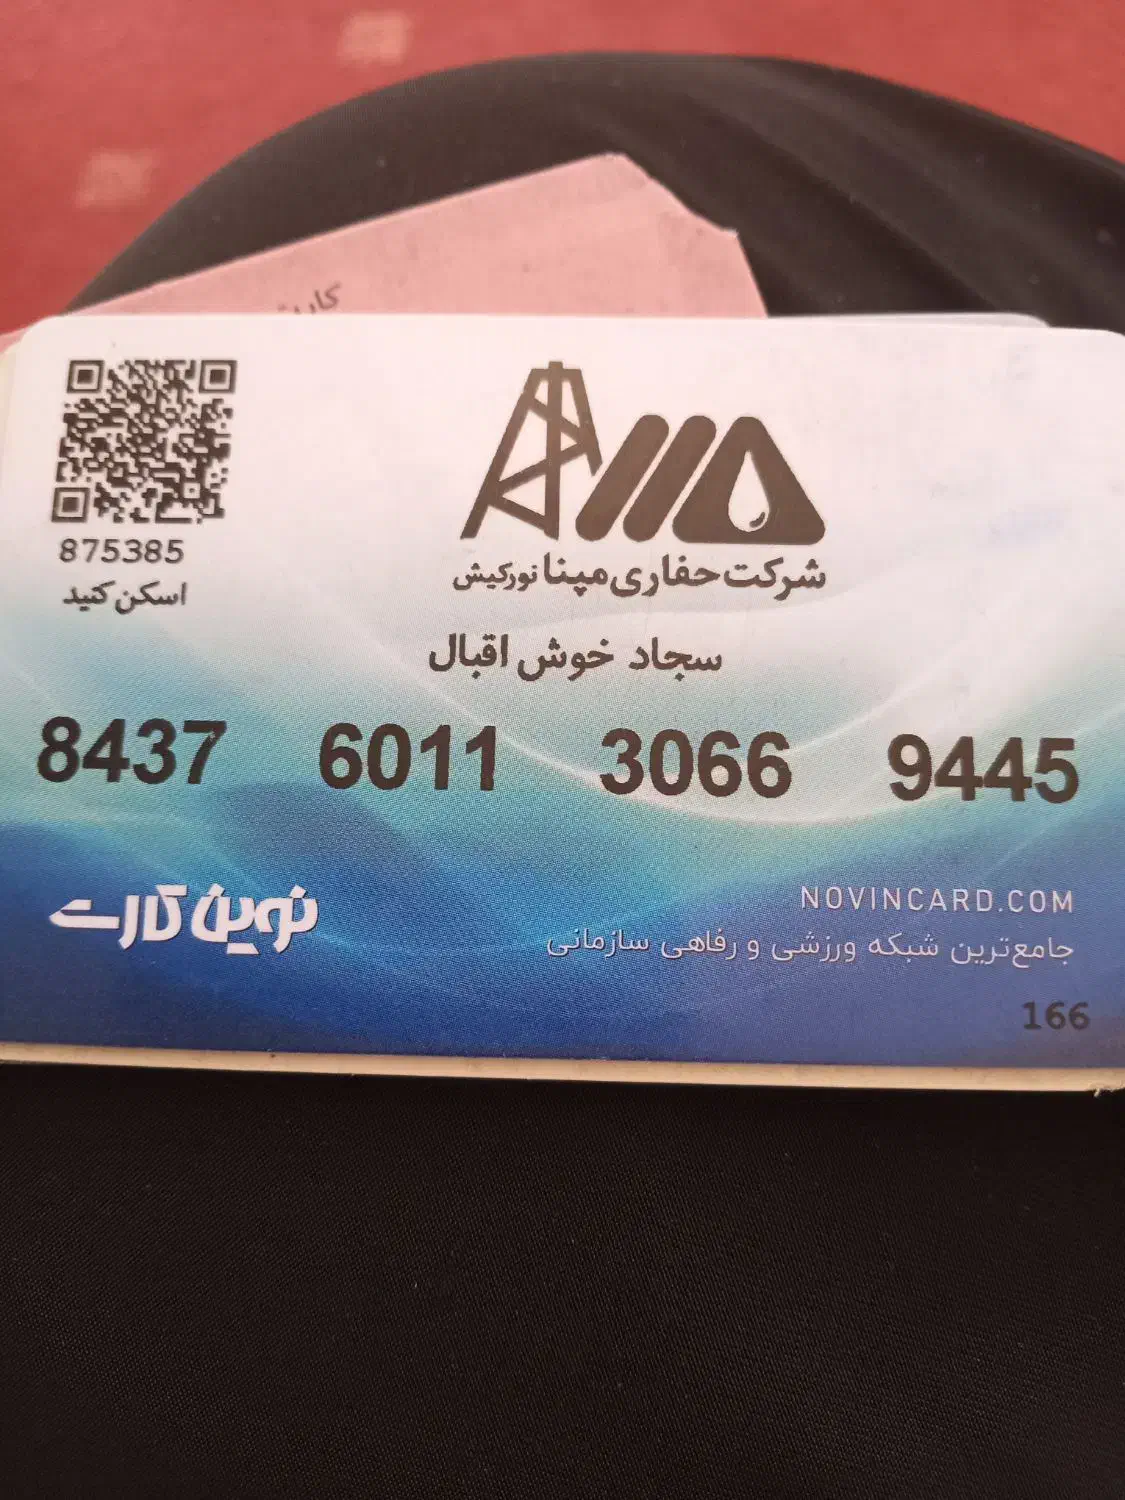 کارت
875385
اسکن کنید
شرکت حفاری مپنا نورکیش
سجاد خوش اقبال
8437 6011 3066 9445
نوین کارت
NOVINCARD.COM
جامع‌ترین شبکه ورزشی و رفاهی سازمانی
166